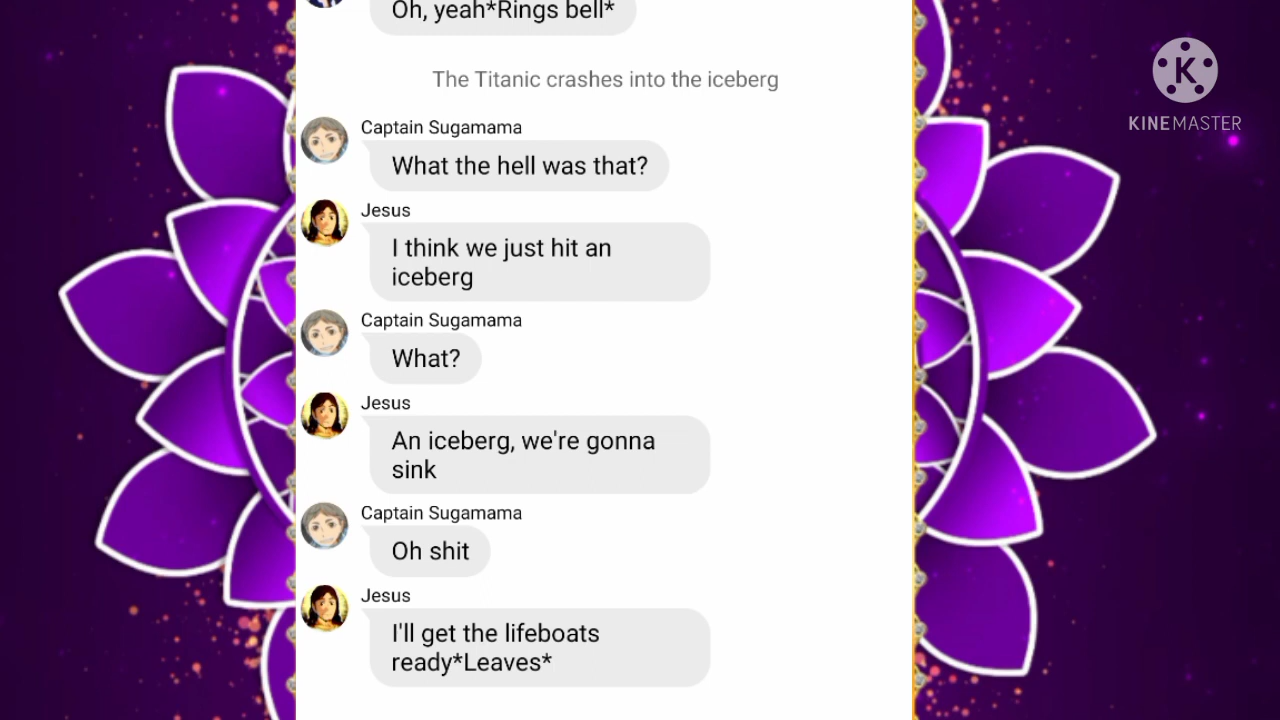 Oh, yeah*Rings bell*
The Titanic crashes into the iceberg
Captain Sugamama
What the hell was that?
Jesus
I think we just hit an
iceberg
Captain Sugamama
What?
Jesus
An iceberg, we're gonna
sink
Captain Sugamama
Oh shit
Jesus
I'll get the lifeboats
ready*Leaves*
K
KINEMASTER